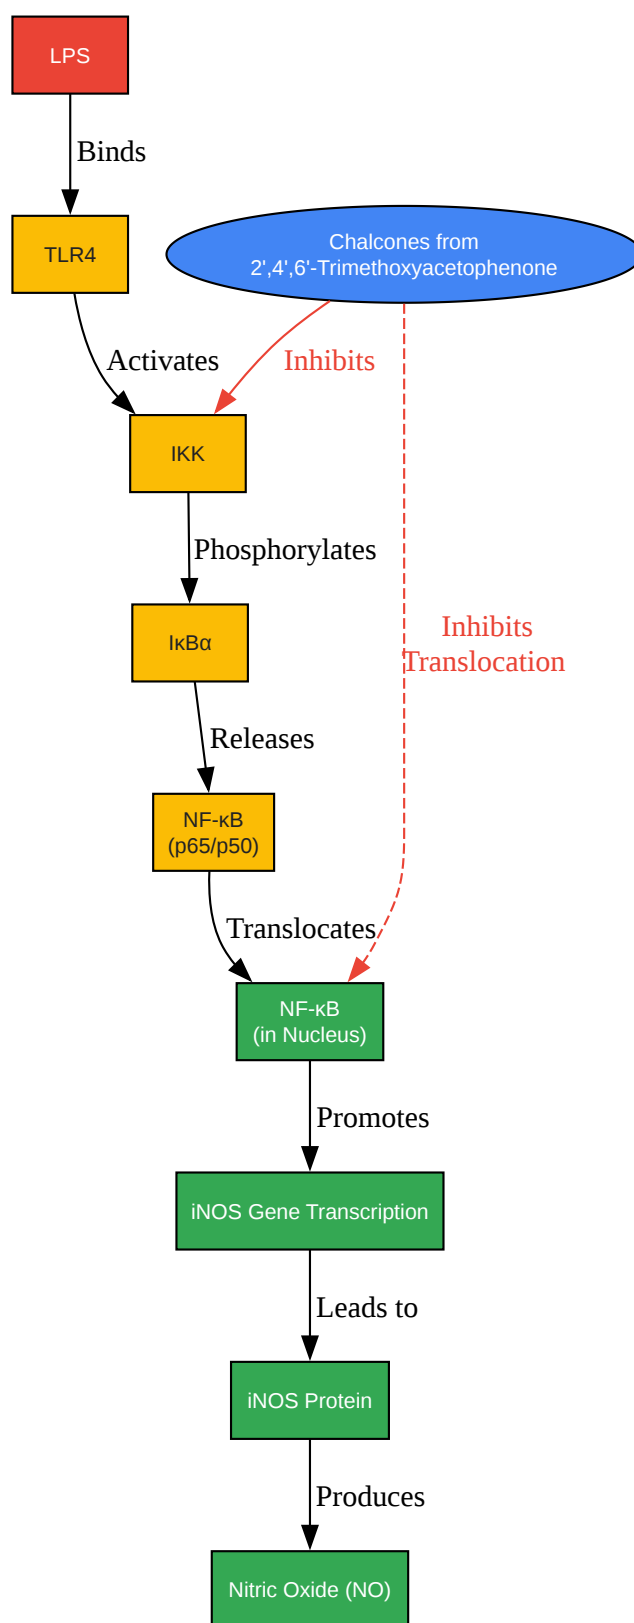 LPS
Binds
TLR4
Chalcones from
2',4',6'-Trimethoxyacetophenone
Activates
Inhibits
IKK
Phosphorylates
IκBα
Inhibits
Translocation
Releases
NF-κB
(p65/p50)
Translocates
NF-κB
(in Nucleus)
Promotes
iNOS Gene Transcription
Leads to
iNOS Protein
Produces
Nitric Oxide (NO)